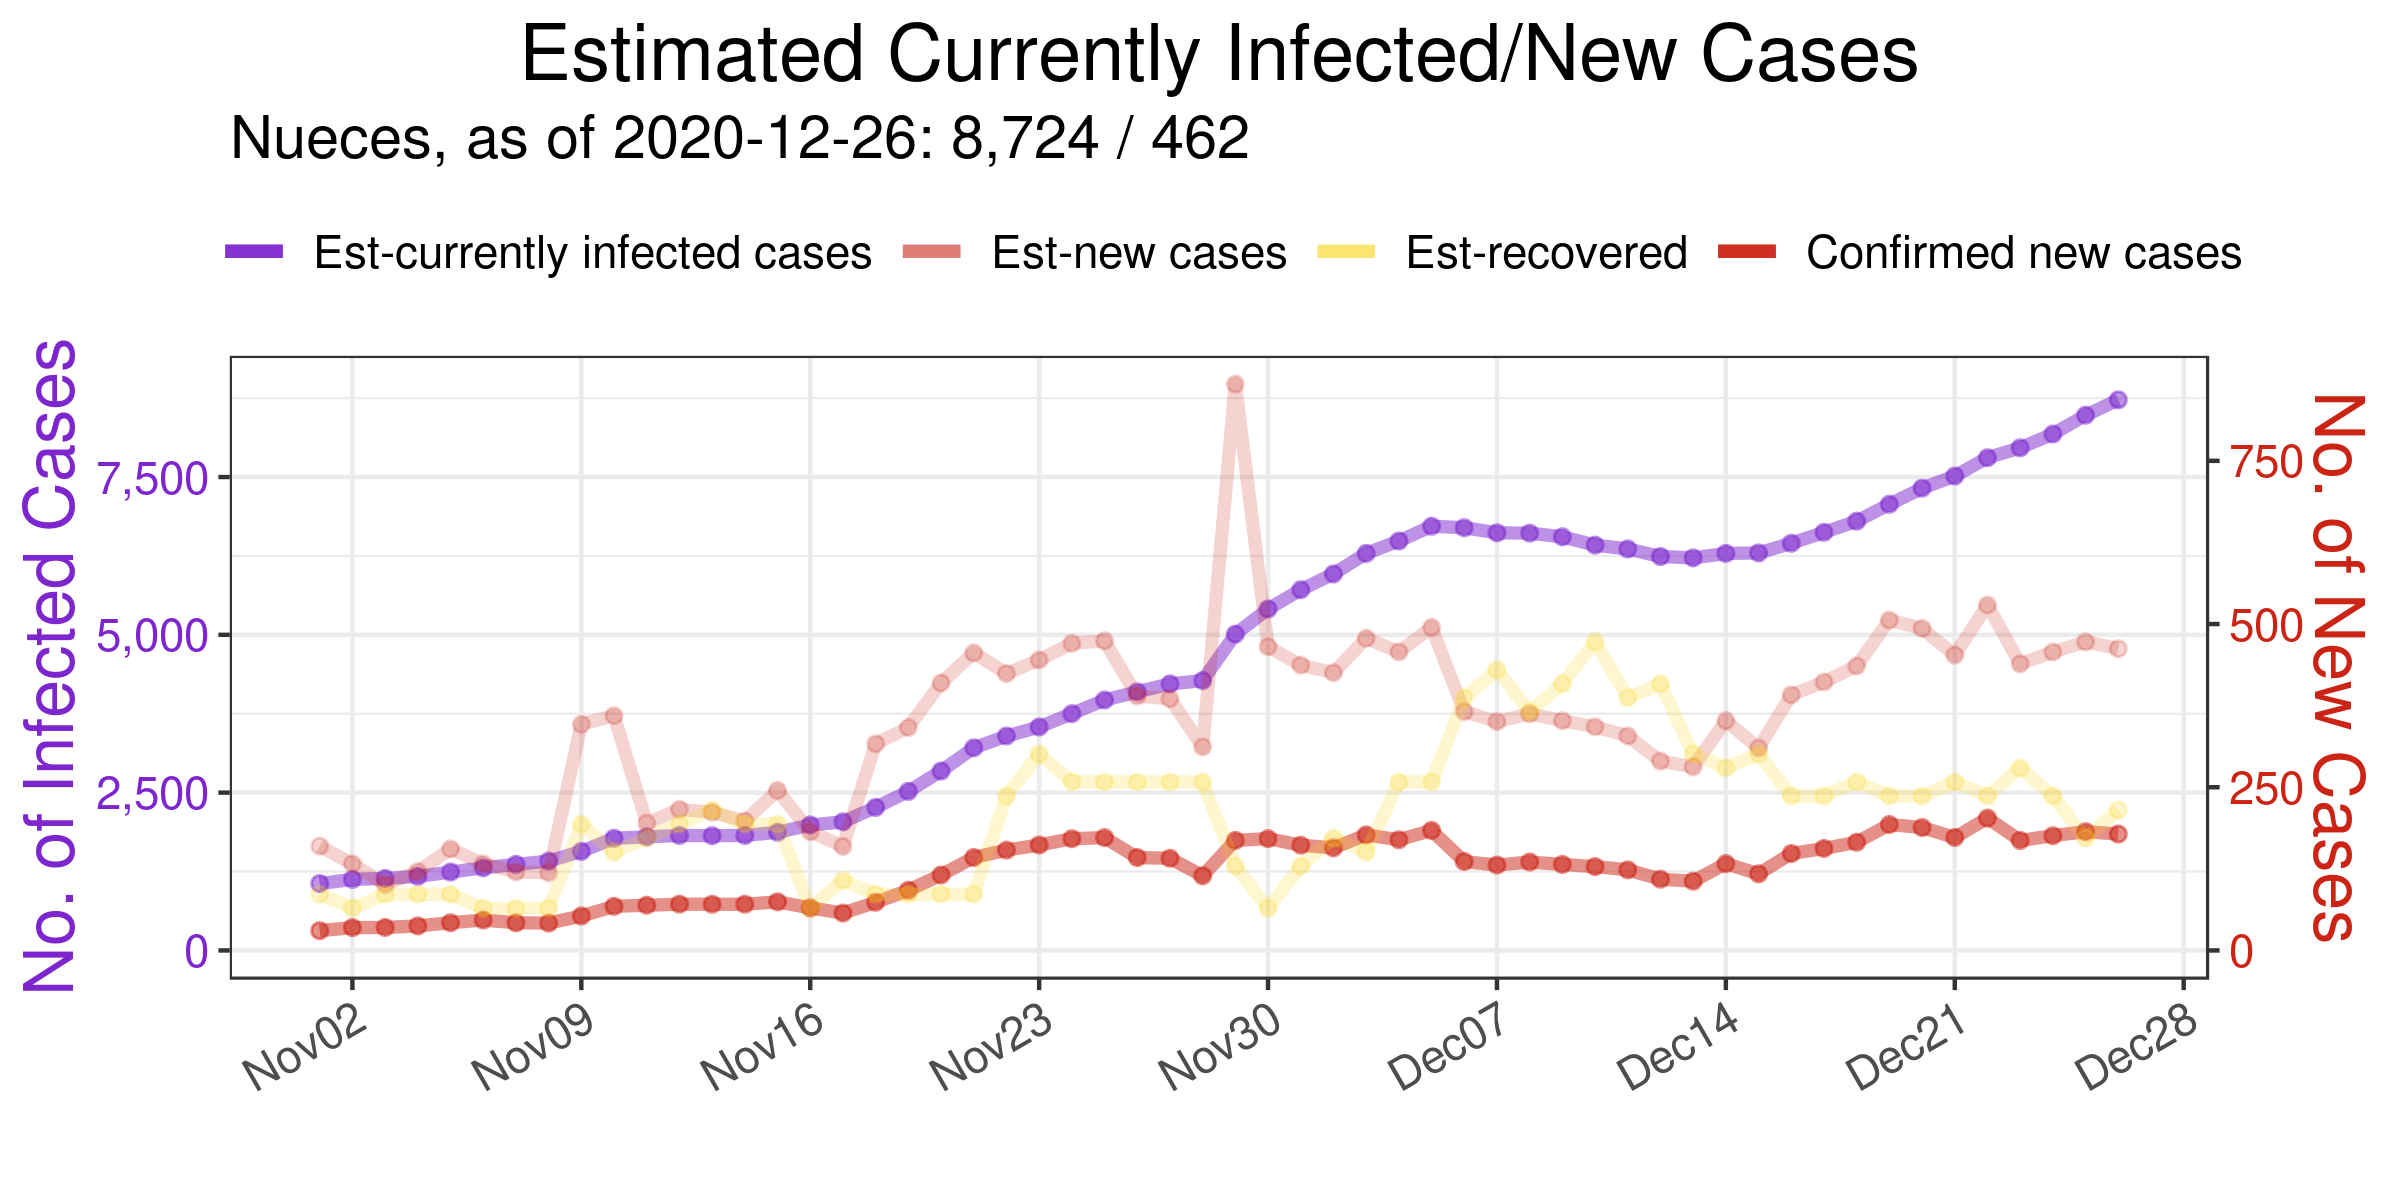 Estimated Currently Infected/New Cases
Nueces, as of 2020-12-26: 8,724 / 462
Est-currently infected cases Est-new cases Est-recovered Confirmed new cases
No. of Infected Cases
7,500
5,000
2,500
0
750
500
250
0
No. of New Cases
Nov02 Nov09 Nov16 Nov23 Nov30 Dec07 Dec14 Dec21 Dec28